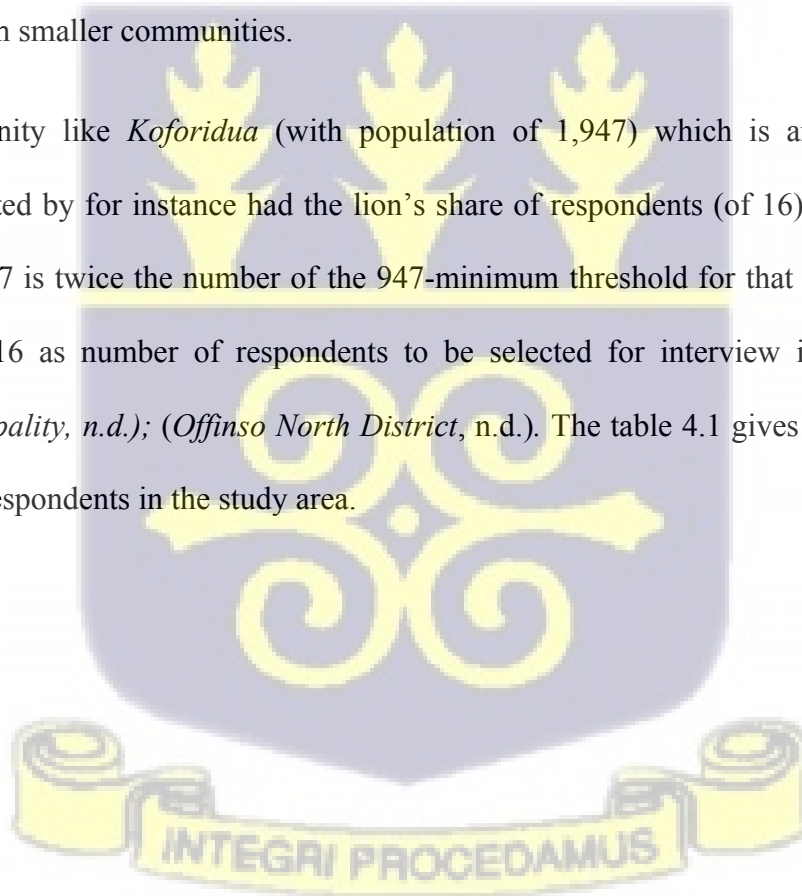 n smaller communities.
nity like Koforidua (with population of 1,947) which is
ted by for instance had the lion’s share of respondents (of 16)
7 is twice the number of the 947-minimum threshold for that
16 as number of respondents to be selected for interview i
pality, n.d.); (Offinso North District, n.d.). The table 4.1 gives
espondents in the study area.
INTEGRI PROCEDAMUS